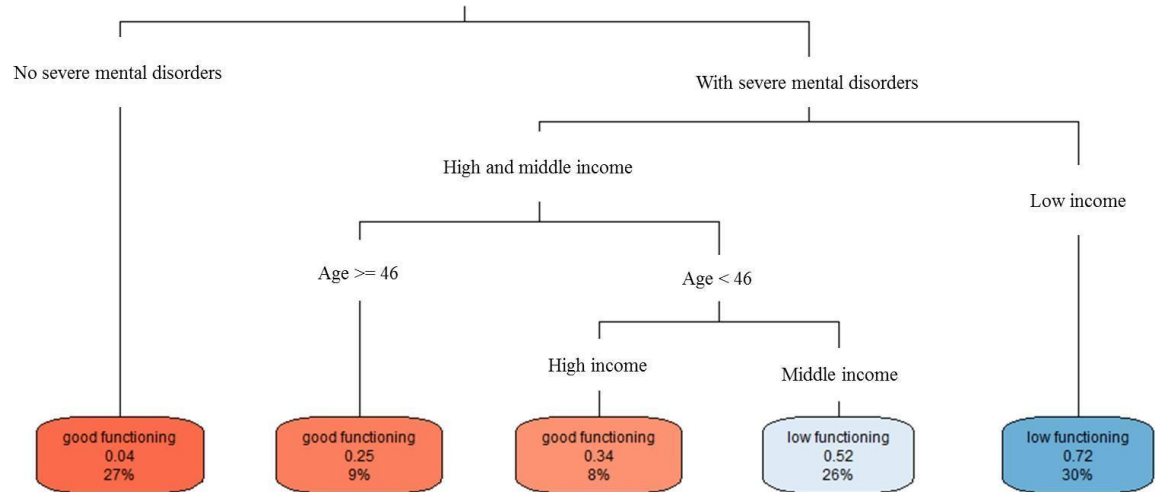 No severe mental disorders
With severe mental disorders
High and middle income
Low income
Age >= 46
Age < 46
High income
Middle income
good functioning
0.04
27%
good functioning
0.25
9%
good functioning
0.34
8%
low functioning
0.52
26%
low functioning
0.72
30%